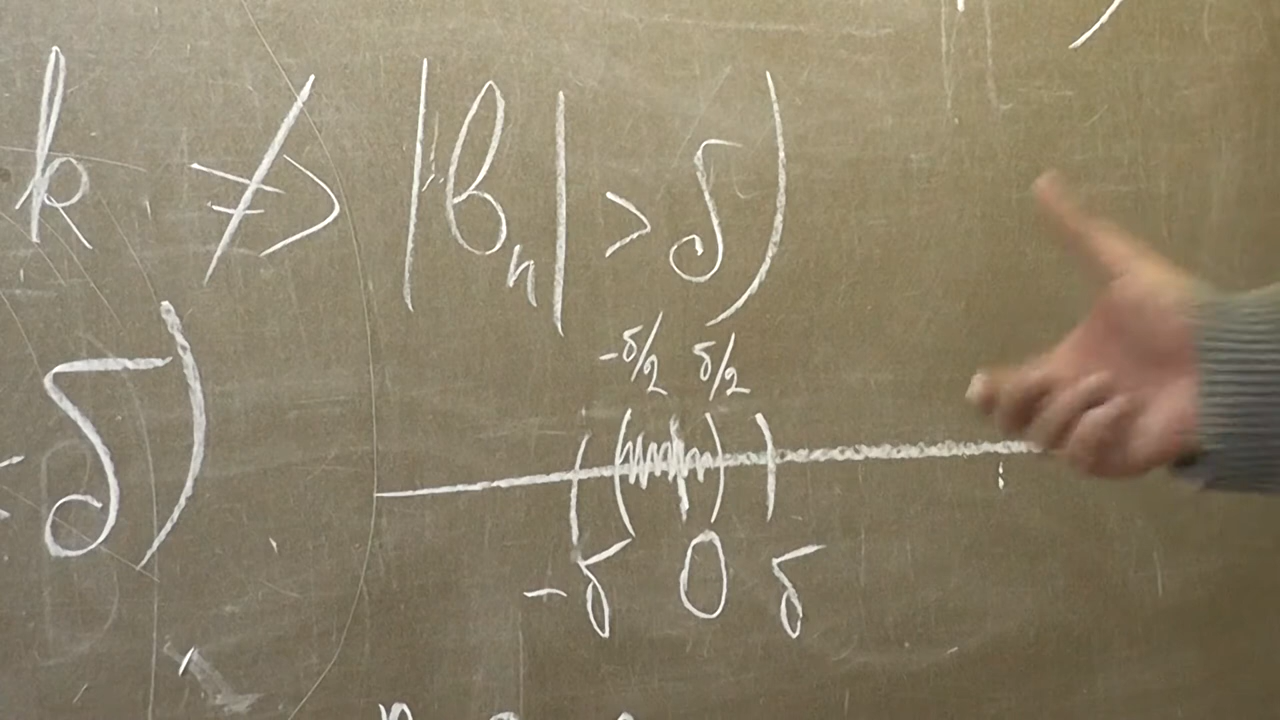 k ≠> |b_n| > δ)
δ)
-δ/2 δ/2
( ( ) )
-δ 0 δ